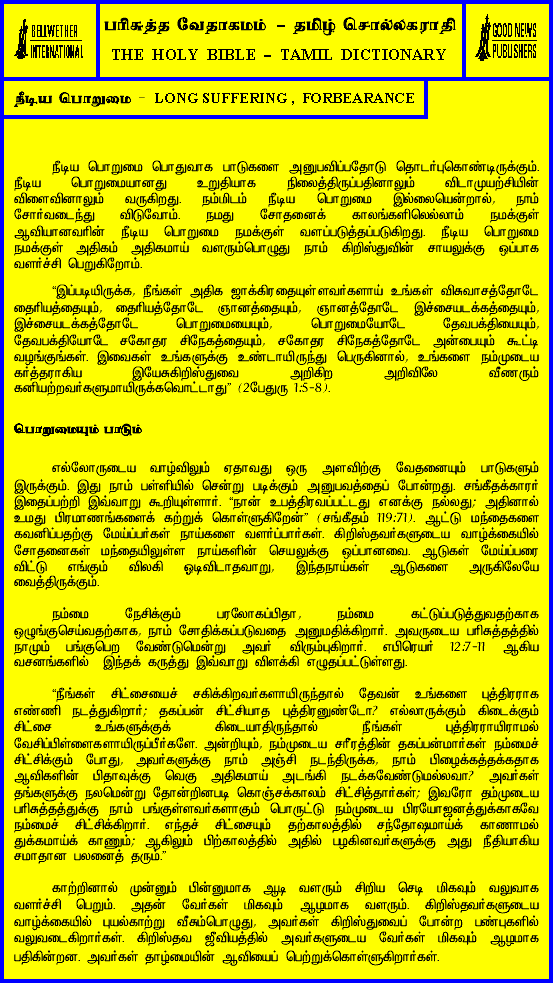 BELLWETHER
INTERNATIONAL
பரிசுத்த வேதாகமம் - தமிழ் சொல்லகராதி
THE HOLY BIBLE - TAMIL DICTIONARY
GOOD NEWS
PUBLISHERS
நீடிய பொறுமை - LONG SUFFERING , FORBEARANCE
நீடிய பொறுமை பொதுவாக பாடுகளை அனுபவிப்பதோடு தொடர்புகொண்டிருக்கும்.
நீடிய பொறுமையானது உறுதியாக நிலைத்திருப்பதினாலும் விடாமுயற்சியின்
விளைவினாலும் வருகிறது. நம்மிடம் நீடிய பொறுமை இல்லையென்றால், நாம்
சோர்வடைந்து விடுவோம். நமது சோதனைக் காலங்களிலெல்லாம் நமக்குள்
ஆவியானவரின் நீடிய பொறுமை நமக்குள் வளப்படுத்தப்படுகிறது. நீடிய பொறுமை
நமக்குள் அதிகம் அதிகமாய் வளரும்பொழுது நாம் கிறிஸ்துவின் சாயலுக்கு ஒப்பாக
வளர்ச்சி பெறுகிறோம்.
“இப்படியிருக்க, நீங்கள் அதிக ஜாக்கிரதையுள்ளவர்களாய் உங்கள் விசுவாசத்தோடே
தைரியத்தையும், தைரியத்தோடே ஞானத்தையும், ஞானத்தோடே இச்சையடக்கத்தையும்,
இச்சையடக்கத்தோடே பொறுமையையும், பொறுமையோடே தேவபக்தியையும்,
தேவபக்தியோடே சகோதர சிநேகத்தையும், சகோதர சிநேகத்தோடே அன்பையும் கூட்டி
வழங்குங்கள். இவைகள் உங்களுக்கு உண்டாயிருந்து பெருகினால், உங்களை நம்முடைய
கர்த்தராகிய இயேசுகிறிஸ்துவை அறிகிற அறிவிலே வீணரும்
கனியற்றவர்களுமாயிருக்கவொட்டாது” (2பேதுரு 1:5-8).
பொறுமையும் பாடும்
எல்லோருடைய வாழ்விலும் ஏதாவது ஒரு அளவிற்கு வேதனையும் பாடுகளும்
இருக்கும். இது நாம் பள்ளியில் சென்று படிக்கும் அனுபவத்தைப் போன்றது. சங்கீதக்காரர்
இதைப்பற்றி இவ்வாறு கூறியுள்ளார். “நான் உபத்திரவப்பட்டது எனக்கு நல்லது; அதினால்
உமது பிரமாணங்களைக் கற்றுக் கொள்ளுகிறேன்” (சங்கீதம் 119:71). ஆட்டு மந்தைகளை
கவனிப்பதற்கு மேய்ப்பர்கள் நாய்களை வளர்ப்பார்கள். கிறிஸ்தவர்களுடைய வாழ்க்கையில்
சோதனைகள் மந்தையிலுள்ள நாய்களின் செயலுக்கு ஒப்பானவை. ஆடுகள் மேய்ப்பரை
விட்டு எங்கும் விலகி ஓடிவிடாதவாறு, இந்தநாய்கள் ஆடுகளை அருகிலேயே
வைத்திருக்கும்.
நம்மை நேசிக்கும் பரலோகப்பிதா, நம்மை கட்டுப்படுத்துவதற்காக
ஒழுங்குசெய்வதற்காக, நாம் சோதிக்கப்படுவதை அனுமதிக்கிறார். அவருடைய பரிசுத்தத்தில்
நாமும் பங்குபெற வேண்டுமென்று அவர் விரும்புகிறார். எபிரெயர் 12:7-11 ஆகிய
வசனங்களில் இந்தக் கருத்து இவ்வாறு விளக்கி எழுதப்பட்டுள்ளது.
“நீங்கள் சிட்சையைச் சகிக்கிறவர்களாயிருந்தால் தேவன் உங்களை புத்திரராக
எண்ணி நடத்துகிறார்; தகப்பன் சிட்சியாத புத்திரனுண்டோ? எல்லாருக்கும் கிடைக்கும்
சிட்சை உங்களுக்குக் கிடையாதிருந்தால் நீங்கள் புத்திரராயிராமல்
வேசிப்பிள்ளைகளாயிருப்பீர்களே. அன்றியும், நம்முடைய சரீரத்தின் தகப்பன்மார்கள் நம்மைச்
சிட்சிக்கும் போது, அவர்களுக்கு நாம் அஞ்சி நடந்திருக்க, நாம் பிழைக்கத்தக்கதாக
ஆவிகளின் பிதாவுக்கு வெகு அதிகமாய் அடங்கி நடக்கவேண்டுமல்லவா? அவர்கள்
தங்களுக்கு நலமென்று தோன்றினபடி கொஞ்சக்காலம் சிட்சித்தார்கள்; இவரோ தம்முடைய
பரிசுத்தத்துக்கு நாம் பங்குள்ளவர்களாகும் பொருட்டு நம்முடைய பிரயோஜனத்துக்காகவே
நம்மைச் சிட்சிக்கிறார். எந்தச் சிட்சையும் தற்காலத்தில் சந்தோஷமாய்க் காணாமல்
துக்கமாய்க் காணும்; ஆகிலும் பிற்காலத்தில் அதில் பழகினவர்களுக்கு அது நீதியாகிய
சமாதான பலனைத் தரும்.”
காற்றினால் முன்னும் பின்னுமாக ஆடி வளரும் சிறிய செடி மிகவும் வலுவாக
வளர்ச்சி பெறும். அதன் வேர்கள் மிகவும் ஆழமாக வளரும். கிறிஸ்தவர்களுடைய
வாழ்க்கையில் புயல்காற்று வீசும்பொழுது, அவர்கள் கிறிஸ்துவைப் போன்ற பண்புகளில்
வலுவடைகிறார்கள். கிறிஸ்தவ ஜீவியத்தில் அவர்களுடைய வேர்கள் மிகவும் ஆழமாக
பதிகின்றன. அவர்கள் தாழ்மையின் ஆவியைப் பெற்றுக்கொள்ளுகிறார்கள்.